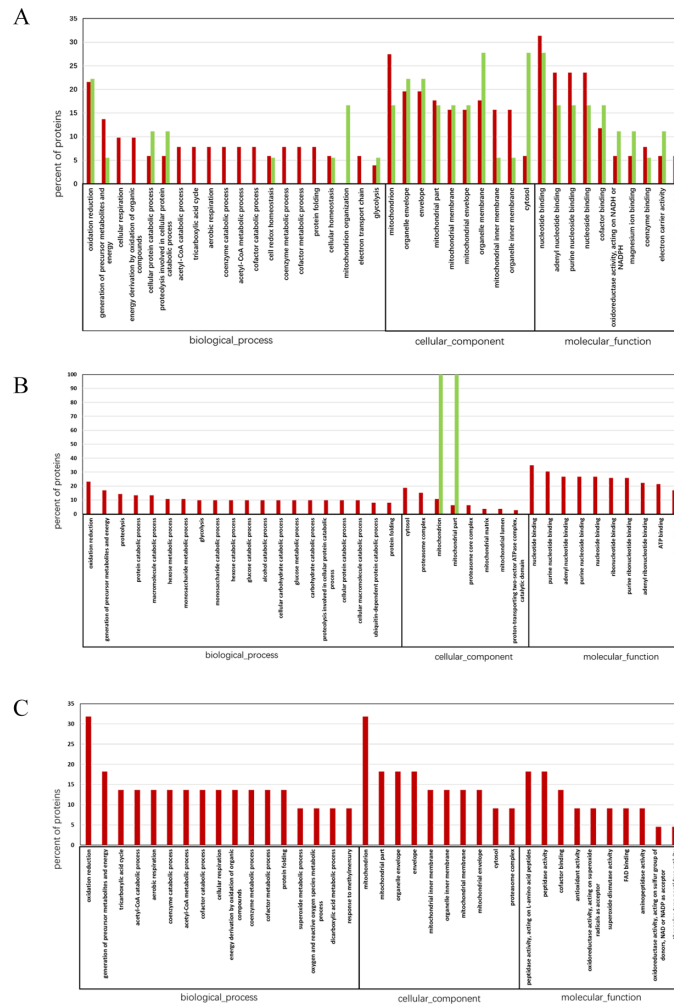 A
percent of proteins
35
30
25
20
15
10
5
0
oxidation reduction
generation of precursor metabolites and
energy
cellular respiration
energy derivation by oxidation of organic
compounds
cellular protein catabolic process
proteolysis involved in cellular protein
catabolic process
acetyl-CoA catabolic process
tricarboxylic acid cycle
aerobic respiration
coenzyme catabolic process
acetyl-CoA metabolic process
cofactor catabolic process
cell redox homeostasis
coenzyme metabolic process
cofactor metabolic process
protein folding
cellular homeostasis
mitochondrion organization
electron transport chain
glycolysis
mitochondrion
organelle envelope
envelope
mitochondrial part
mitochondrial membrane
mitochondrial envelope
organelle membrane
mitochondrial inner membrane
organelle inner membrane
cytosol
nucleotide binding
adenyl nucleotide binding
purine nucleoside binding
nucleoside binding
cofactor binding
oxidoreductase activity, acting on NADH or
NADPH
magnesium ion binding
coenzyme binding
electron carrier activity
biological_process
cellular_component
molecular_function
B
percent of proteins
100
90
80
70
60
50
40
30
20
10
0
oxidation reduction
generation of precursor metabolites and energy
proteolysis
protein catabolic process
macromolecule catabolic process
hexose metabolic process
monosaccharide metabolic process
glycolysis
monosaccharide catabolic process
hexose catabolic process
glucose catabolic process
alcohol catabolic process
cellular carbohydrate catabolic process
glucose metabolic process
carbohydrate catabolic process
proteolysis involved in cellular protein catabolic
process
cellular protein catabolic process
cellular macromolecule catabolic process
ubiquitin-dependent protein catabolic process
protein folding
cytosol
proteasome complex
mitochondrion
mitochondrial part
proteasome core complex
mitochondrial matrix
mitochondrial lumen
proton-transporting two-sector ATPase complex,
catalytic domain
nucleotide binding
purine nucleotide binding
adenyl nucleotide binding
purine nucleoside binding
nucleoside binding
ribonucleotide binding
purine ribonucleotide binding
adenyl ribonucleotide binding
ATP binding
biological_process
cellular_component
molecular_function
C
percent of proteins
35
30
25
20
15
10
5
0
oxidation reduction
generation of precursor metabolites and energy
tricarboxylic acid cycle
acetyl-CoA catabolic process
aerobic respiration
coenzyme catabolic process
acetyl-CoA metabolic process
cofactor catabolic process
cellular respiration
energy derivation by oxidation of organic
compounds
coenzyme metabolic process
cofactor metabolic process
protein folding
superoxide metabolic process
oxygen and reactive oxygen species metabolic
process
dicarboxylic acid metabolic process
response to methylmercury
mitochondrion
mitochondrial part
organelle envelope
envelope
mitochondrial inner membrane
organelle inner membrane
mitochondrial membrane
mitochondrial envelope
cytosol
proteasome complex
peptidase activity, acting on L-amino acid peptides
peptidase activity
cofactor binding
antioxidant activity
oxidoreductase activity, acting on superoxide
radicals as acceptor
superoxide dismutase activity
FAD binding
aminopeptidase activity
oxidoreductase activity, acting on sulfur group of
donors, NAD or NADP as acceptor
biological_process
cellular_component
molecular_function